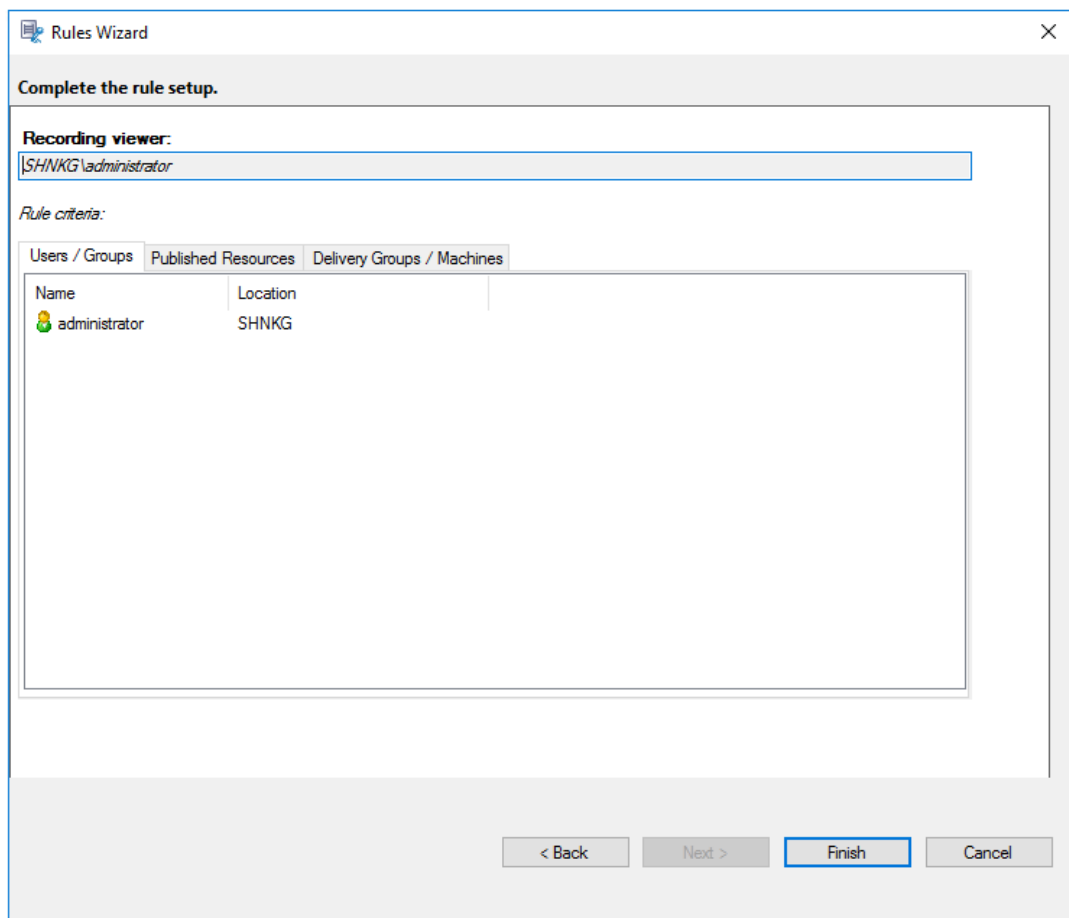 Rules Wizard
Complete the rule setup.
Recording viewer:
SHNKG\administrator
Rule criteria:
Users / Groups Published Resources Delivery Groups / Machines
Name Location
administrator SHNKG
< Back Next > Finish Cancel